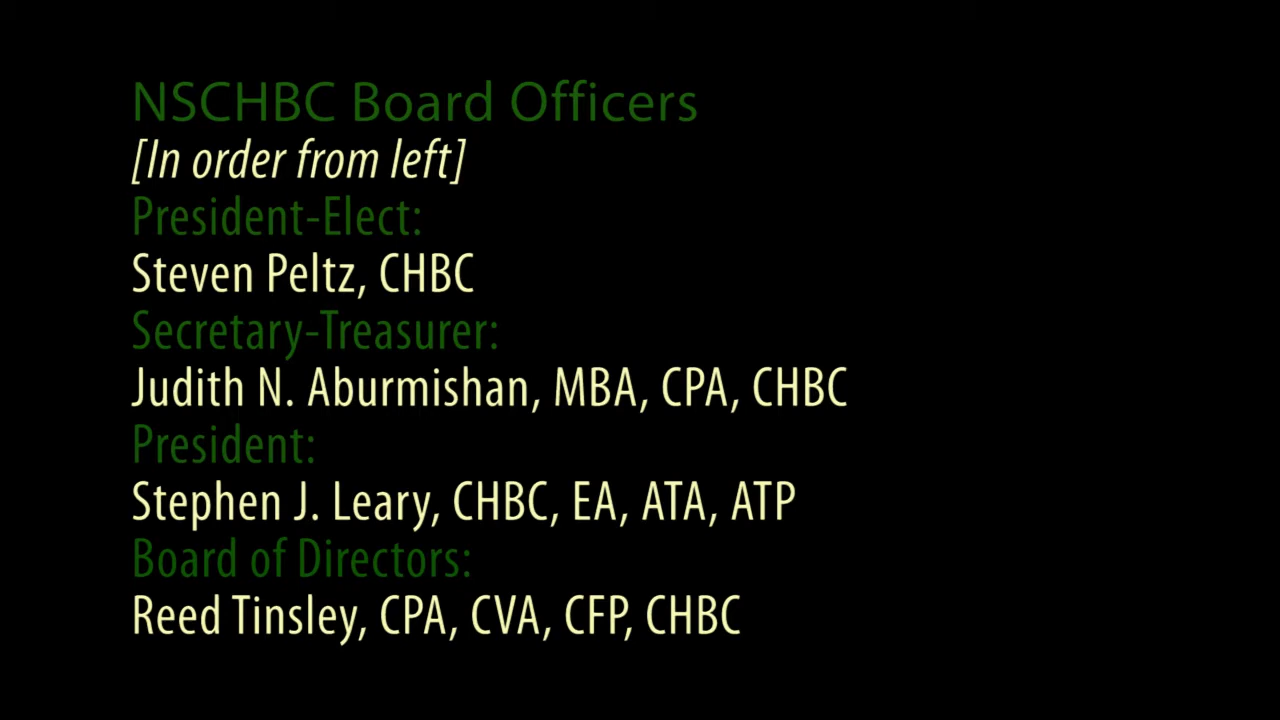 NSCHBC Board Officers
[In order from left]
President-Elect:
Steven Peltz, CHBC
Secretary-Treasurer:
Judith N. Aburmishan, MBA, CPA, CHBC
President:
Stephen J. Leary, CHBC, EA, ATA, ATP
Board of Directors:
Reed Tinsley, CPA, CVA, CFP, CHBC